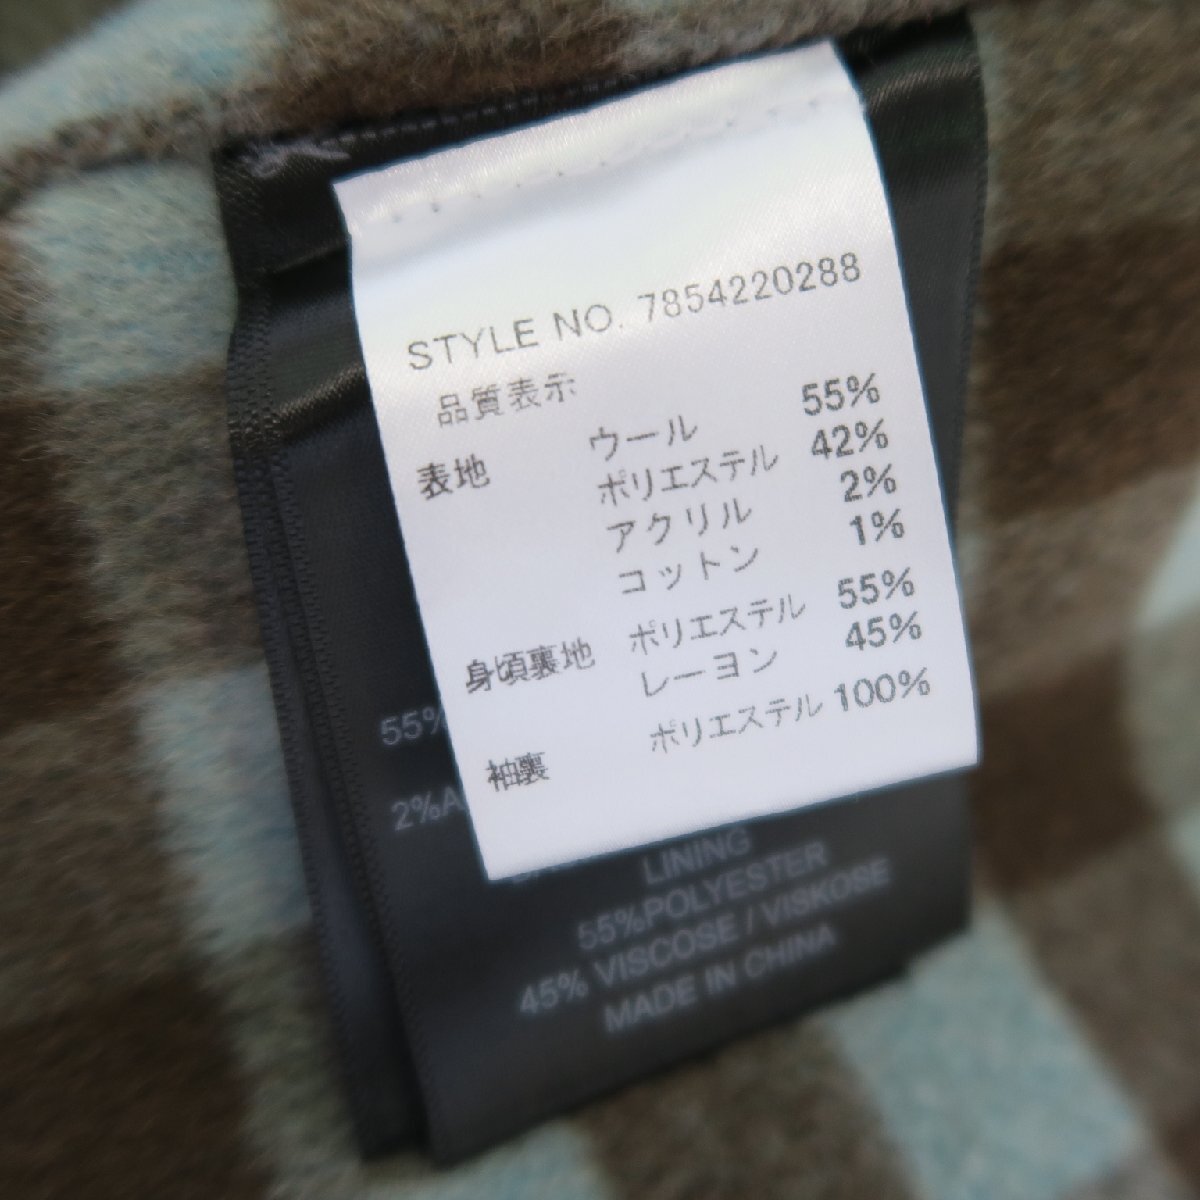 STYLE NO. 7854220288
品質表示
表地 ウール 55%
ポリエステル 42%
アクリル 2%
コットン 1%
身頃裏地 ポリエステル 55%
レーヨン 45%
袖裏 ポリエステル 100%
55%
2%A
LINING
55%POLYESTER
45% VISCOSE / VISKOSE
MADE IN CHINA